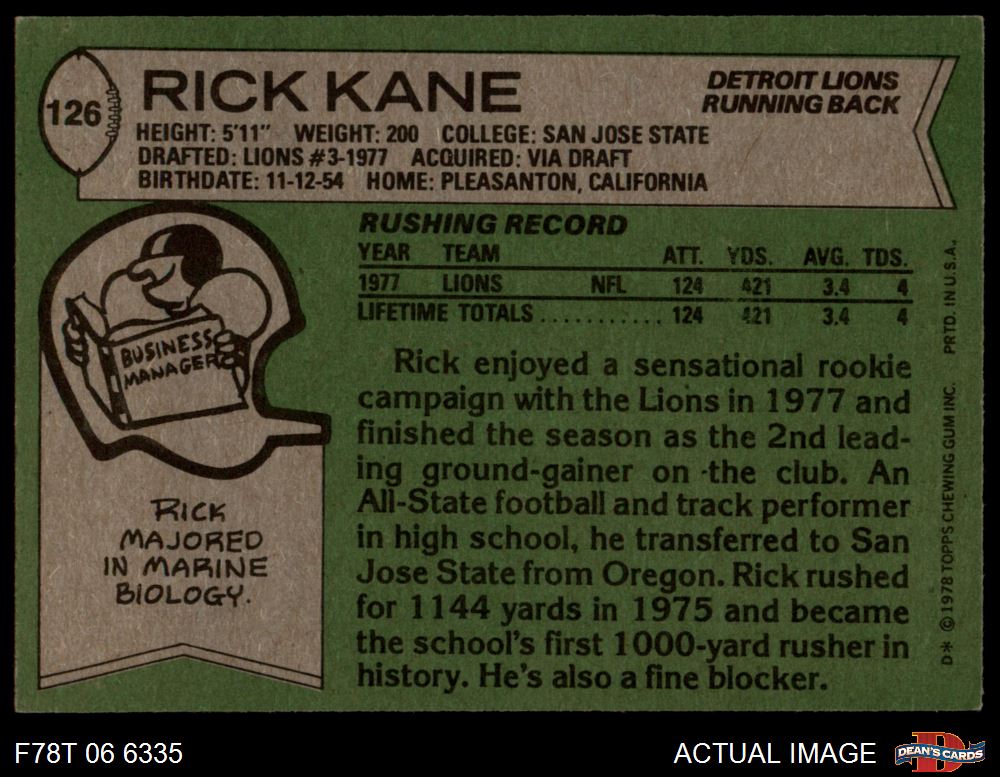 126
RICK KANE
DETROIT LIONS
RUNNING BACK
HEIGHT: 5'11" WEIGHT: 200 COLLEGE: SAN JOSE STATE
DRAFTED: LIONS #3-1977 ACQUIRED: VIA DRAFT
BIRTHDATE: 11-12-54 HOME: PLEASANTON, CALIFORNIA
RUSHING RECORD
YEAR TEAM ATT. YDS. AVG. TDS.
1977 LIONS NFL 124 421 3.4 4
LIFETIME TOTALS ............ 124 421 3.4 4
BUSINESS
MANAGER
RICK
MAJORED
IN MARINE
BIOLOGY.
Rick enjoyed a sensational rookie
campaign with the Lions in 1977 and
finished the season as the 2nd lead-
ing ground-gainer on the club. An
All-State football and track performer
in high school, he transferred to San
Jose State from Oregon. Rick rushed
for 1144 yards in 1975 and became
the school's first 1000-yard rusher in
history. He's also a fine blocker.
D* © 1978 TOPPS CHEWING GUM INC. PRTD. IN U.S.A.
F78T 06 6335
ACTUAL IMAGE
D
DEAN'S CARDS